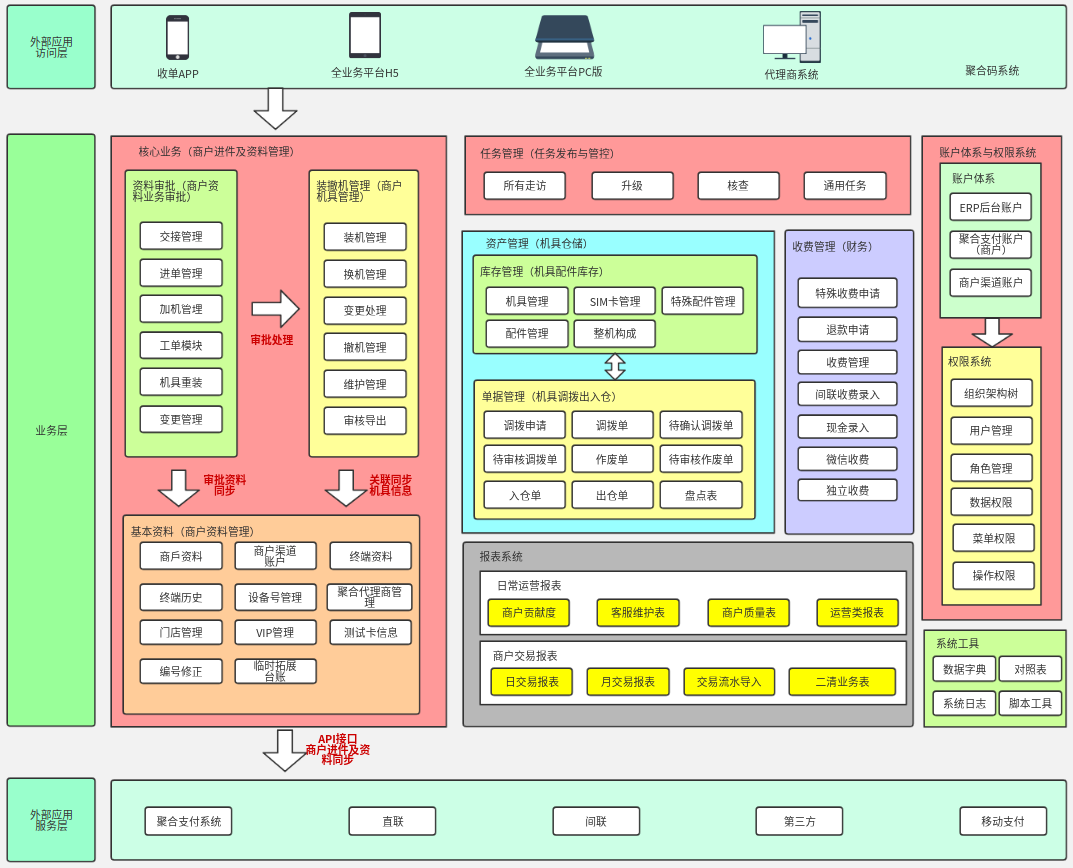 外部应用
访问层
收单APP
全业务平台H5
全业务平台PC版
代理商系统
聚合码系统
业务层
核心业务（商户进件及资料管理）
资料审批（商户资
料业务审批）
交接管理
进单管理
加机管理
工单模块
机具重装
变更管理
审批处理
装撤机管理（商户
机具管理）
装机管理
换机管理
变更处理
撤机管理
维护管理
审核导出
审批资料
同步
关联同步
机具信息
基本资料（商户资料管理）
商戶资料
商户渠道
账户
终端资料
终端历史
设备号管理
聚合代理商管
理
门店管理
VIP管理
测试卡信息
编号修正
临时拓展
台账
任务管理（任务发布与管控）
所有走访
升级
核查
通用任务
资产管理（机具仓储）
库存管理（机具配件库存）
机具管理
SIM卡管理
特殊配件管理
配件管理
整机构成
单据管理（机具调拨出入仓）
调拨申请
调拨单
待确认调拨单
待审核调拨单
作废单
待审核作废单
入仓单
出仓单
盘点表
收费管理（财务）
特殊收费申请
退款申请
收费管理
间联收费录入
现金录入
微信收费
独立收费
报表系统
日常运营报表
商户贡献度
客服维护表
商户质量表
运营类报表
商户交易报表
日交易报表
月交易报表
交易流水导入
二清业务表
账户体系与权限系统
账户体系
ERP后台账户
聚合支付账户
（商户）
商户渠道账户
权限系统
组织架构树
用户管理
角色管理
数据权限
菜单权限
操作权限
系统工具
数据字典
对照表
系统日志
脚本工具
API接口
商户进件及资
料同步
外部应用
服务层
聚合支付系统
直联
间联
第三方
移动支付